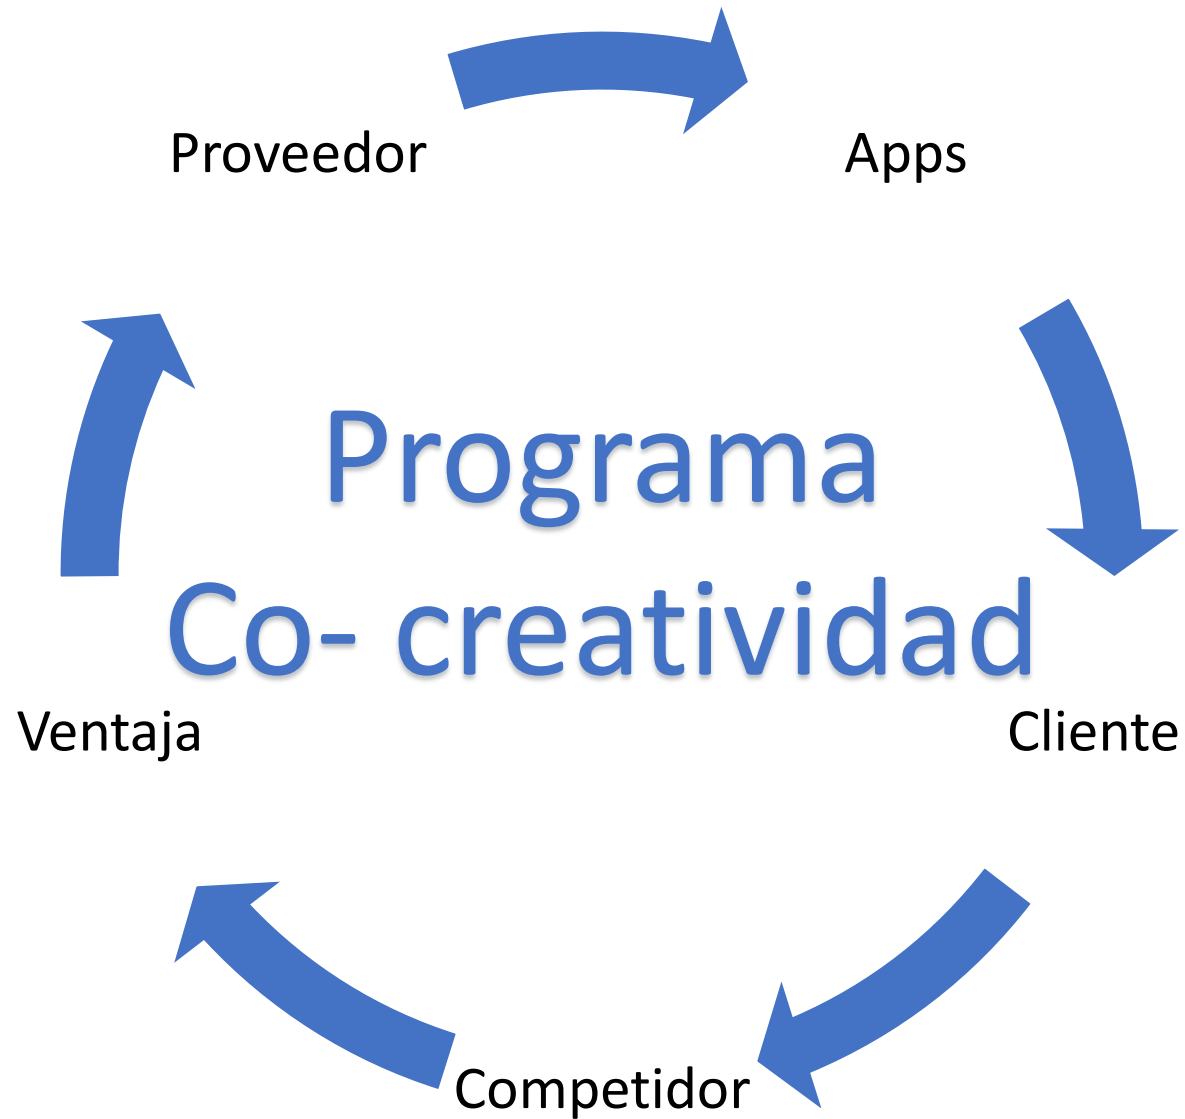 Proveedor
Apps
Programa
Co- creatividad
Ventaja
Cliente
Competidor